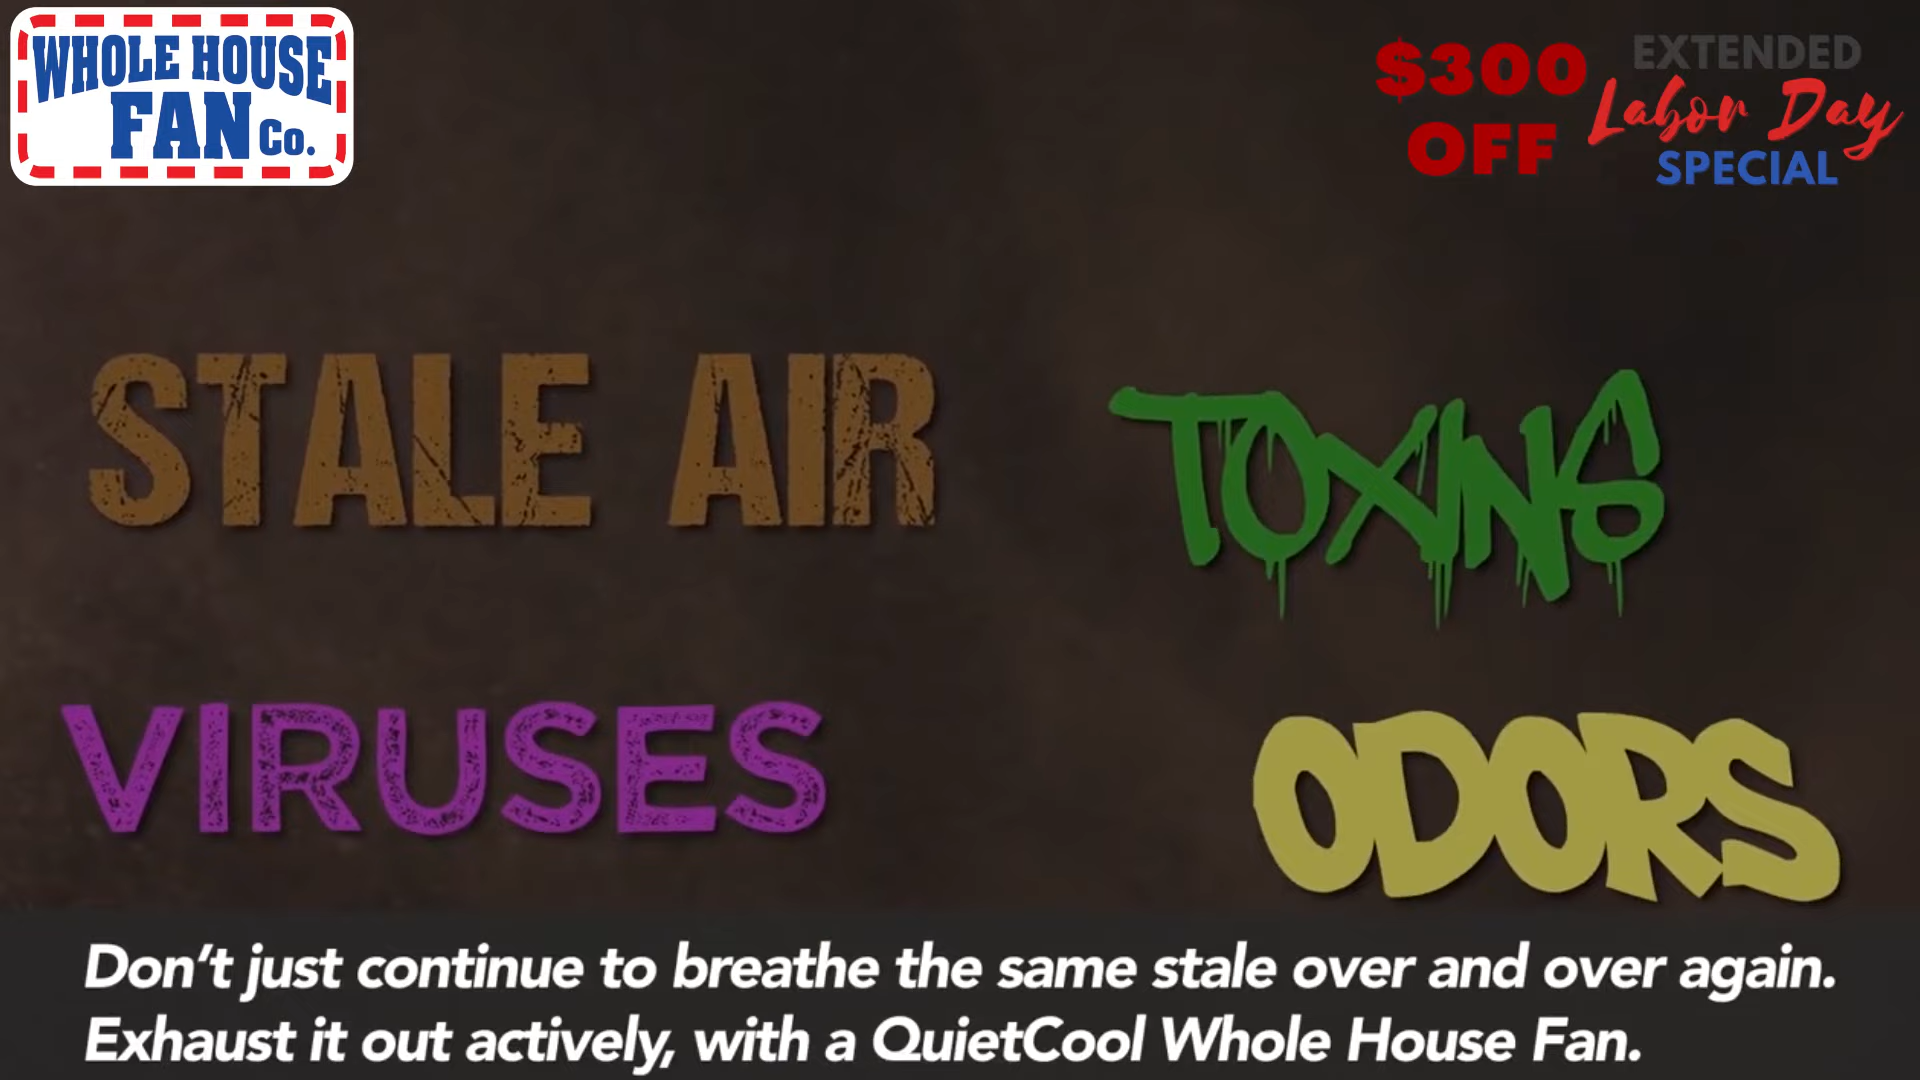 WHOLE HOUSE
FAN Co.
$300
OFF
EXTENDED
Labor Day
SPECIAL
STALE AIR
TOXINS
VIRUSES
ODORS
Don't just continue to breathe the same stale over and over again.
Exhaust it out actively, with a QuietCool Whole House Fan.